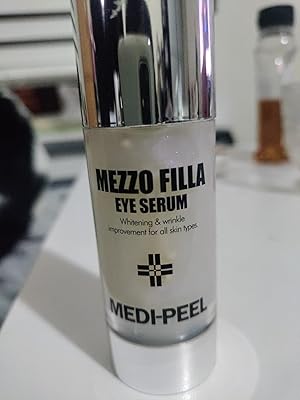 MEZZO FILLA
EYE SERUM
Whitening & wrinkle
improvement for all skin types.
MEDI-PEEL